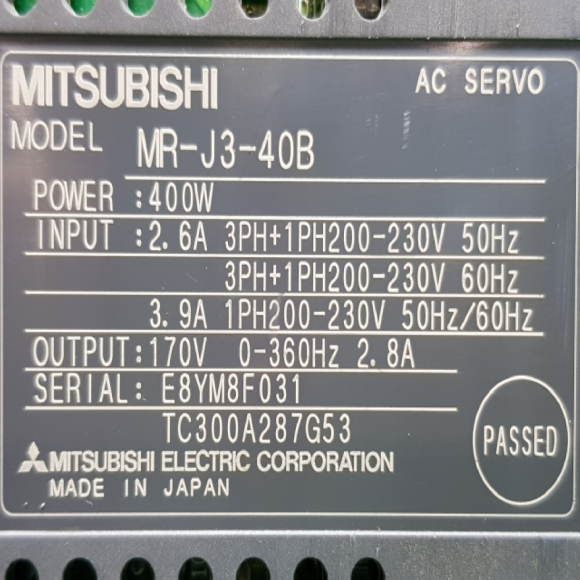 MITSUBISHI AC SERVO
MODEL MR-J3-40B
POWER :400W
INPUT :2.6A 3PH+1PH200-230V 50Hz
3PH+1PH200-230V 60Hz
3.9A 1PH200-230V 50Hz/60Hz
OUTPUT:170V 0-360Hz 2.8A
SERIAL: E8YM8F031
TC300A287G53
PASSED
MITSUBISHI ELECTRIC CORPORATION
MADE IN JAPAN